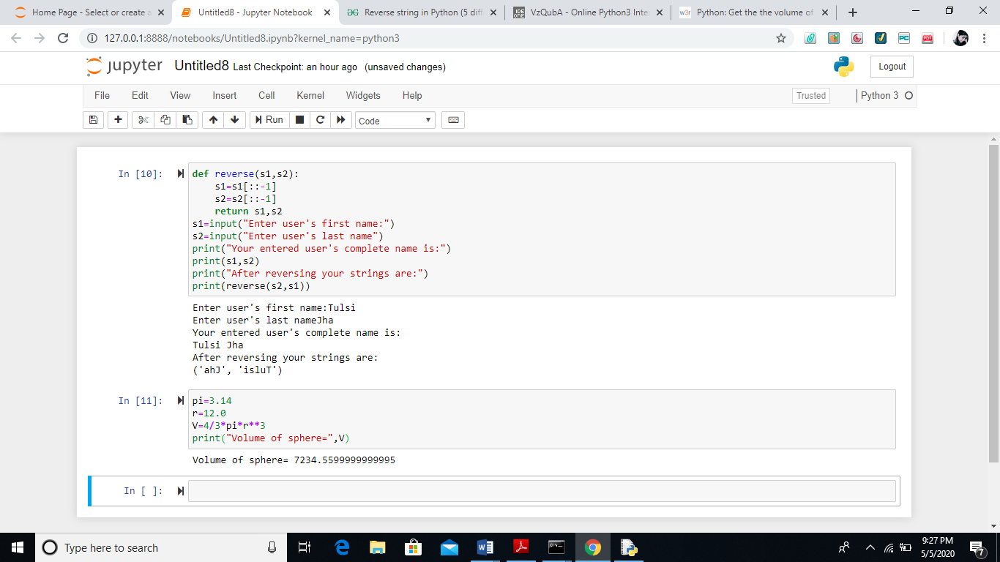 Home Page - Select or create a
Untitled8 - Jupyter Notebook
Reverse string in Python (5 diff
VzQubA - Online Python3 Inte
Python: Get the the volume of
127.0.0.1:8888/notebooks/Untitled8.ipynb?kernel_name=python3
jupyter Untitled8 Last Checkpoint: an hour ago (unsaved changes)
Logout
File Edit View Insert Cell Kernel Widgets Help
Trusted
Python 3
Run
Code
In [10]:
def reverse(s1,s2):
    s1=s1[::-1]
    s2=s2[::-1]
    return s1,s2
s1=input("Enter user's first name:")
s2=input("Enter user's last name")
print("Your entered user's complete name is:")
print(s1,s2)
print("After reversing your strings are:")
print(reverse(s2,s1))
Enter user's first name:Tulsi
Enter user's last nameJha
Your entered user's complete name is:
Tulsi Jha
After reversing your strings are:
('ahJ', 'isluT')
In [11]:
pi=3.14
r=12.0
V=4/3*pi*r**3
print("Volume of sphere=",V)
Volume of sphere= 7234.5599999999995
In [ ]:
Type here to search
9:27 PM
5/5/2020
7